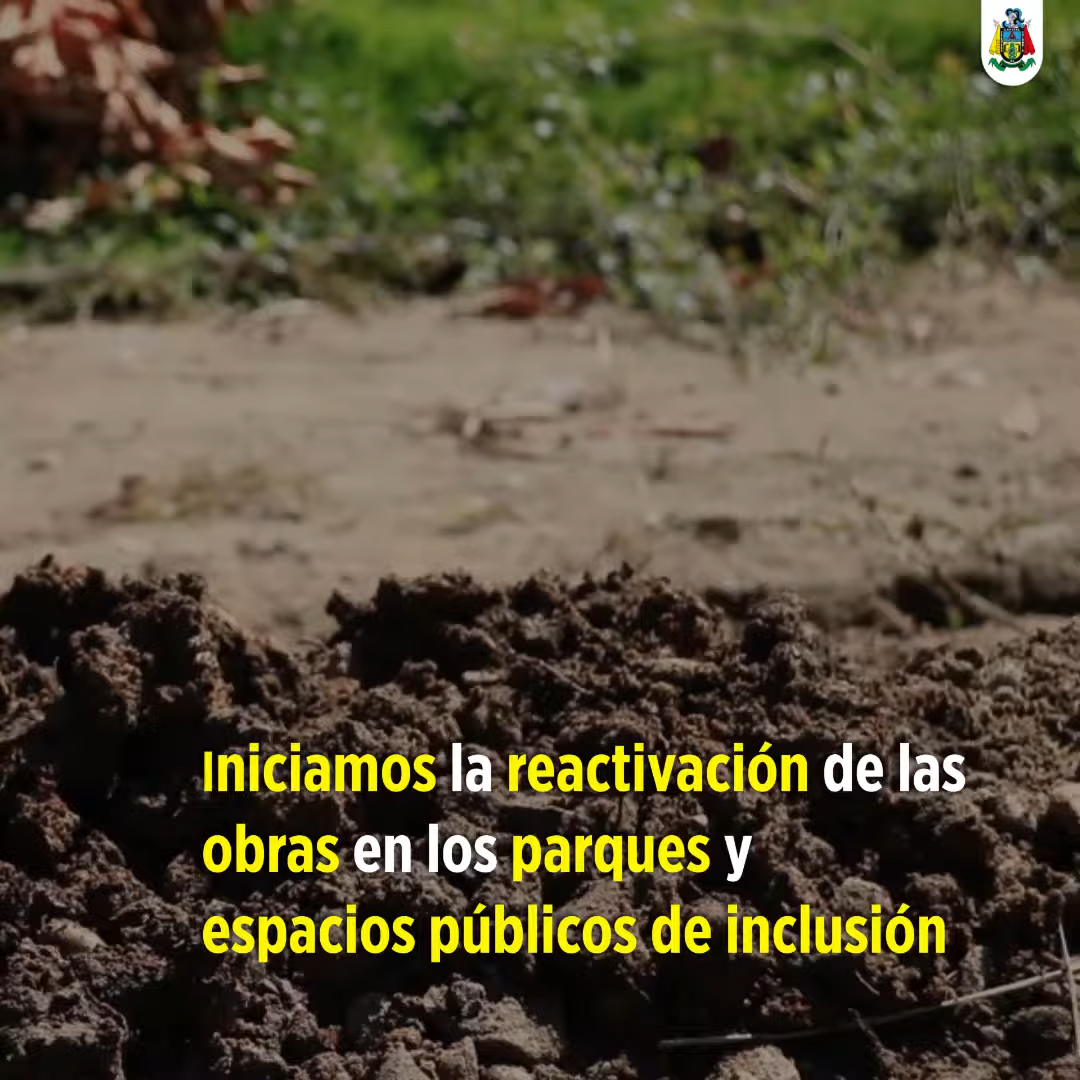 Iniciamos la reactivación de las
obras en los parques y
espacios públicos de inclusión